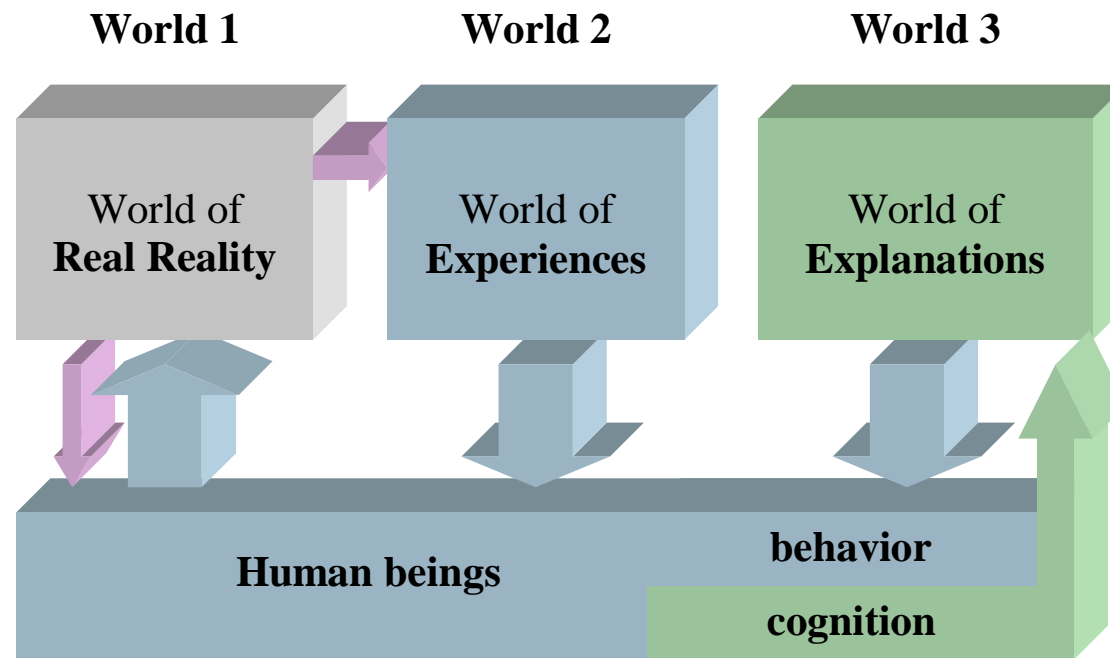 World 1
World 2
World 3
World of
Real Reality
World of
Experiences
World of
Explanations
Human beings
behavior
cognition